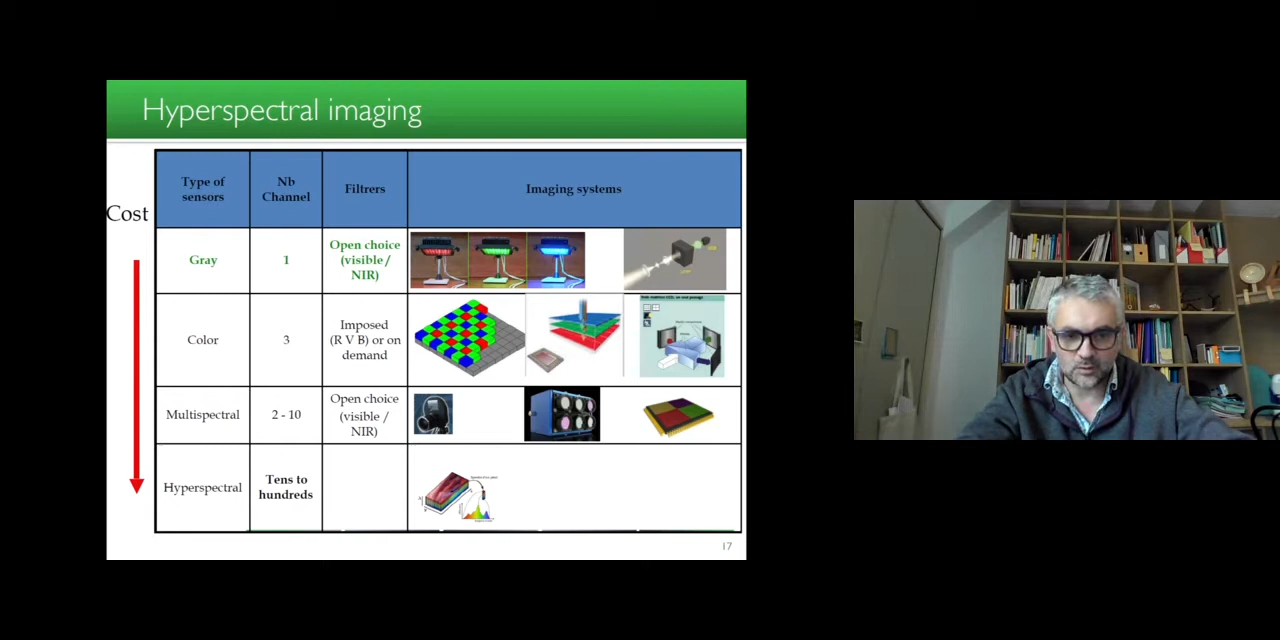 Hyperspectral imaging
Cost
Type of
sensors
Nb
Channel
Filtrers
Imaging systems
Gray
1
Open choice
(visible /
NIR)
Color
3
Imposed
(R V B) or on
demand
Multispectral
2 - 10
Open choice
(visible /
NIR)
Hyperspectral
Tens to
hundreds
17